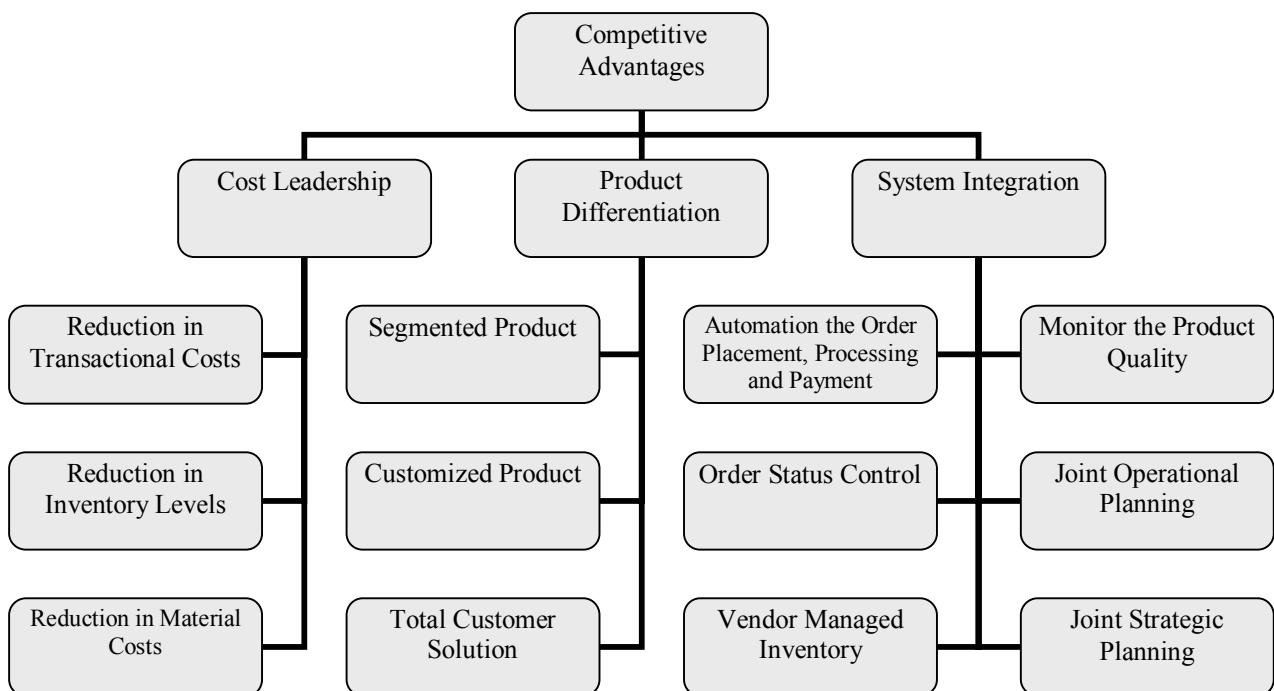 Competitive
Advantages
Cost Leadership
Product
Differentiation
System Integration
Reduction in
Transactional Costs
Segmented Product
Automation the Order
Placement, Processing
and Payment
Monitor the Product
Quality
Reduction in
Inventory Levels
Customized Product
Order Status Control
Joint Operational
Planning
Reduction in Material
Costs
Total Customer
Solution
Vendor Managed
Inventory
Joint Strategic
Planning